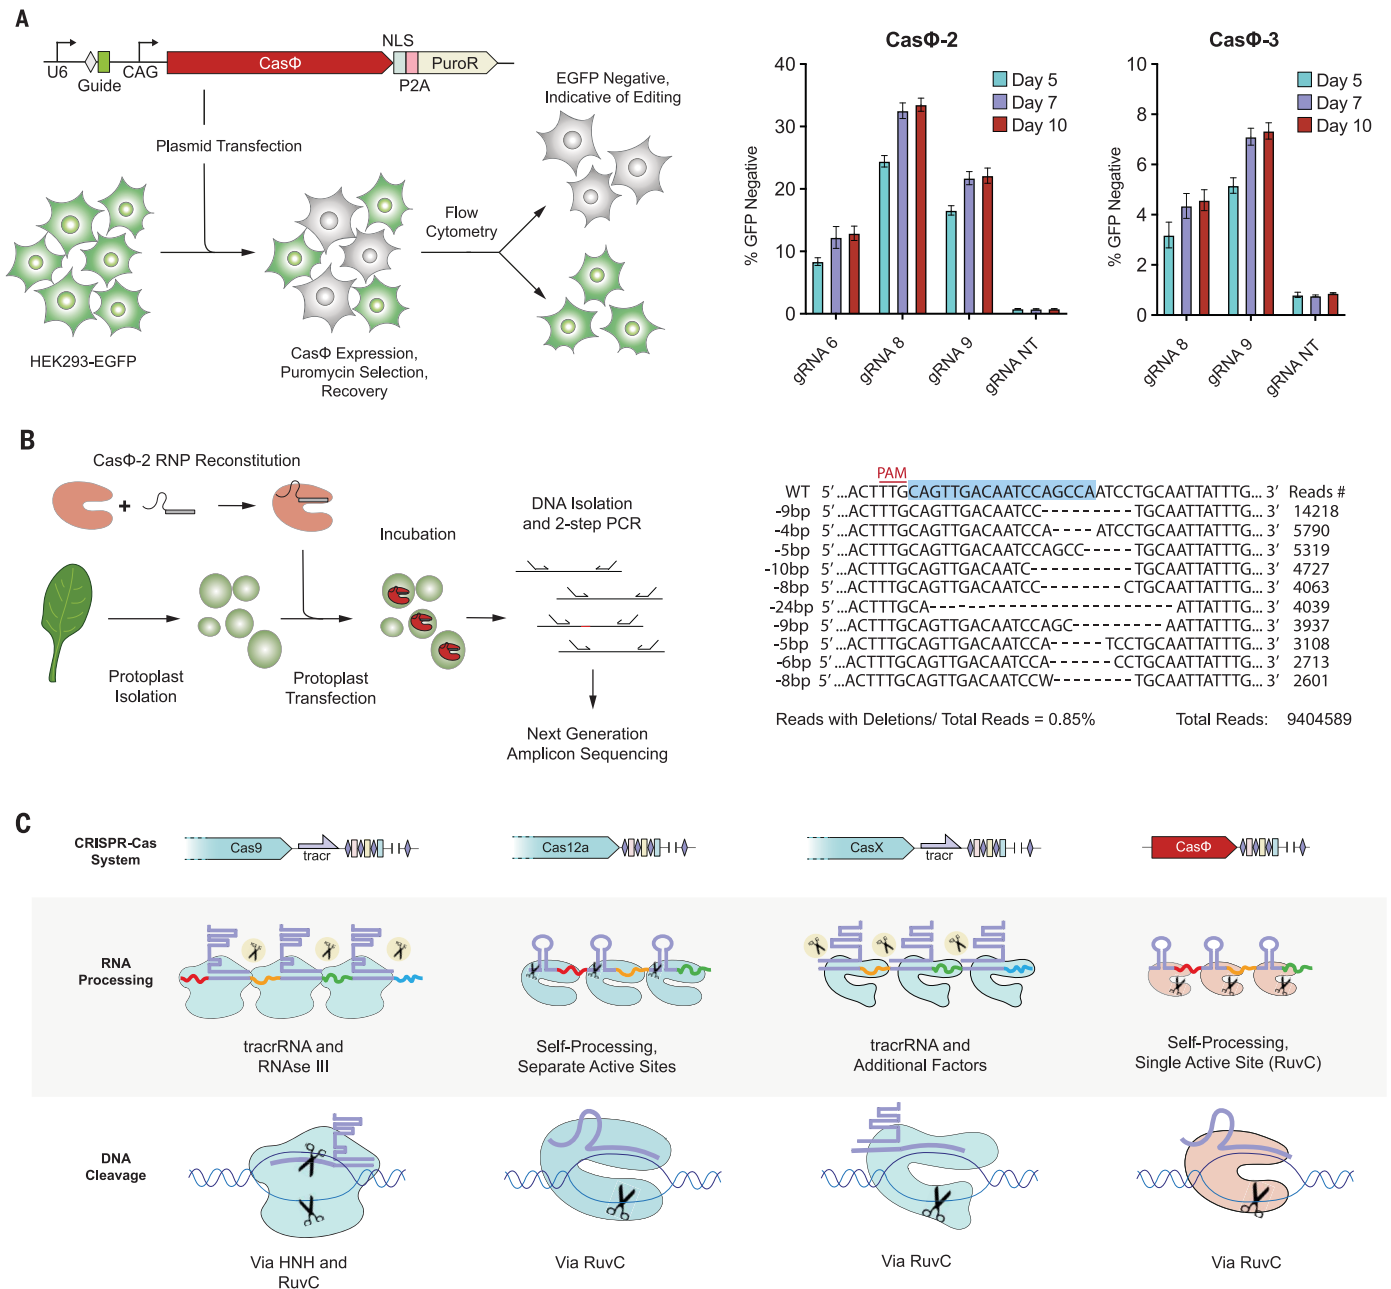 A
U6
Guide
CAG
CasΦ
NLS
P2A
PuroR
Plasmid Transfection
HEK293-EGFP
CasΦ Expression,
Puromycin Selection,
Recovery
Flow
Cytometry
EGFP Negative,
Indicative of Editing
CasΦ-2
% GFP Negative
40
30
20
10
0
Day 5
Day 7
Day 10
gRNA 6
gRNA 8
gRNA 9
gRNA NT
CasΦ-3
% GFP Negative
10
8
6
4
2
0
Day 5
Day 7
Day 10
gRNA 8
gRNA 9
gRNA NT
B
CasΦ-2 RNP Reconstitution
+
Incubation
DNA Isolation
and 2-step PCR
Protoplast
Isolation
Protoplast
Transfection
Next Generation
Amplicon Sequencing
PAM
WT 5’...ACTTTGCAGTTGACAATCCAGCCAATCCTGCAATTATTTG... 3’ Reads #
-9bp 5’...ACTTTGCAGTTGACAATCC---------TGCAATTATTTG... 3’ 14218
-4bp 5’...ACTTTGCAGTTGACAATCCA----ATCCTGCAATTATTTG... 3’ 5790
-5bp 5’...ACTTTGCAGTTGACAATCCAGCC-----TGCAATTATTTG... 3’ 5319
-10bp 5’...ACTTTGCAGTTGACAATC----------TGCAATTATTTG... 3’ 4727
-8bp 5’...ACTTTGCAGTTGACAATCC--------CTGCAATTATTTG... 3’ 4063
-24bp 5’...ACTTTGCA------------------------ATTATTTG... 3’ 4039
-9bp 5’...ACTTTGCAGTTGACAATCCAGC---------AATTATTTG... 3’ 3937
-5bp 5’...ACTTTGCAGTTGACAATCCA-----TCCTGCAATTATTTG... 3’ 3108
-6bp 5’...ACTTTGCAGTTGACAATCCA------CCTGCAATTATTTG... 3’ 2713
-8bp 5’...ACTTTGCAGTTGACAATCCW--------TGCAATTATTTG... 3’ 2601
Reads with Deletions/ Total Reads = 0.85% Total Reads: 9404589
C
CRISPR-Cas
System
Cas9
tracr
Cas12a
CasX
tracr
CasΦ
RNA
Processing
tracrRNA and
RNAse III
Self-Processing,
Separate Active Sites
tracrRNA and
Additional Factors
Self-Processing,
Single Active Site (RuvC)
DNA
Cleavage
Via HNH and
RuvC
Via RuvC
Via RuvC
Via RuvC